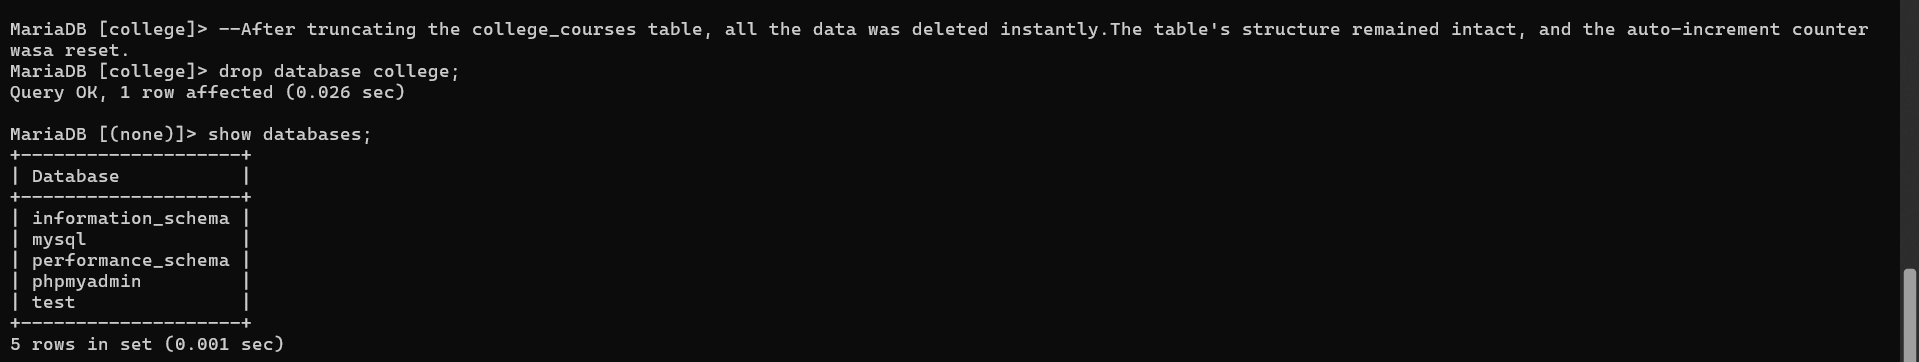 MariaDB [college]> --After truncating the college_courses table, all the data was deleted instantly.The table's structure remained intact, and the auto-increment counter
wasa reset.
MariaDB [college]> drop database college;
Query OK, 1 row affected (0.026 sec)
MariaDB [(none)]> show databases;
+--------------------+
| Database           |
+--------------------+
| information_schema |
| mysql              |
| performance_schema |
| phpmyadmin         |
| test               |
+--------------------+
5 rows in set (0.001 sec)